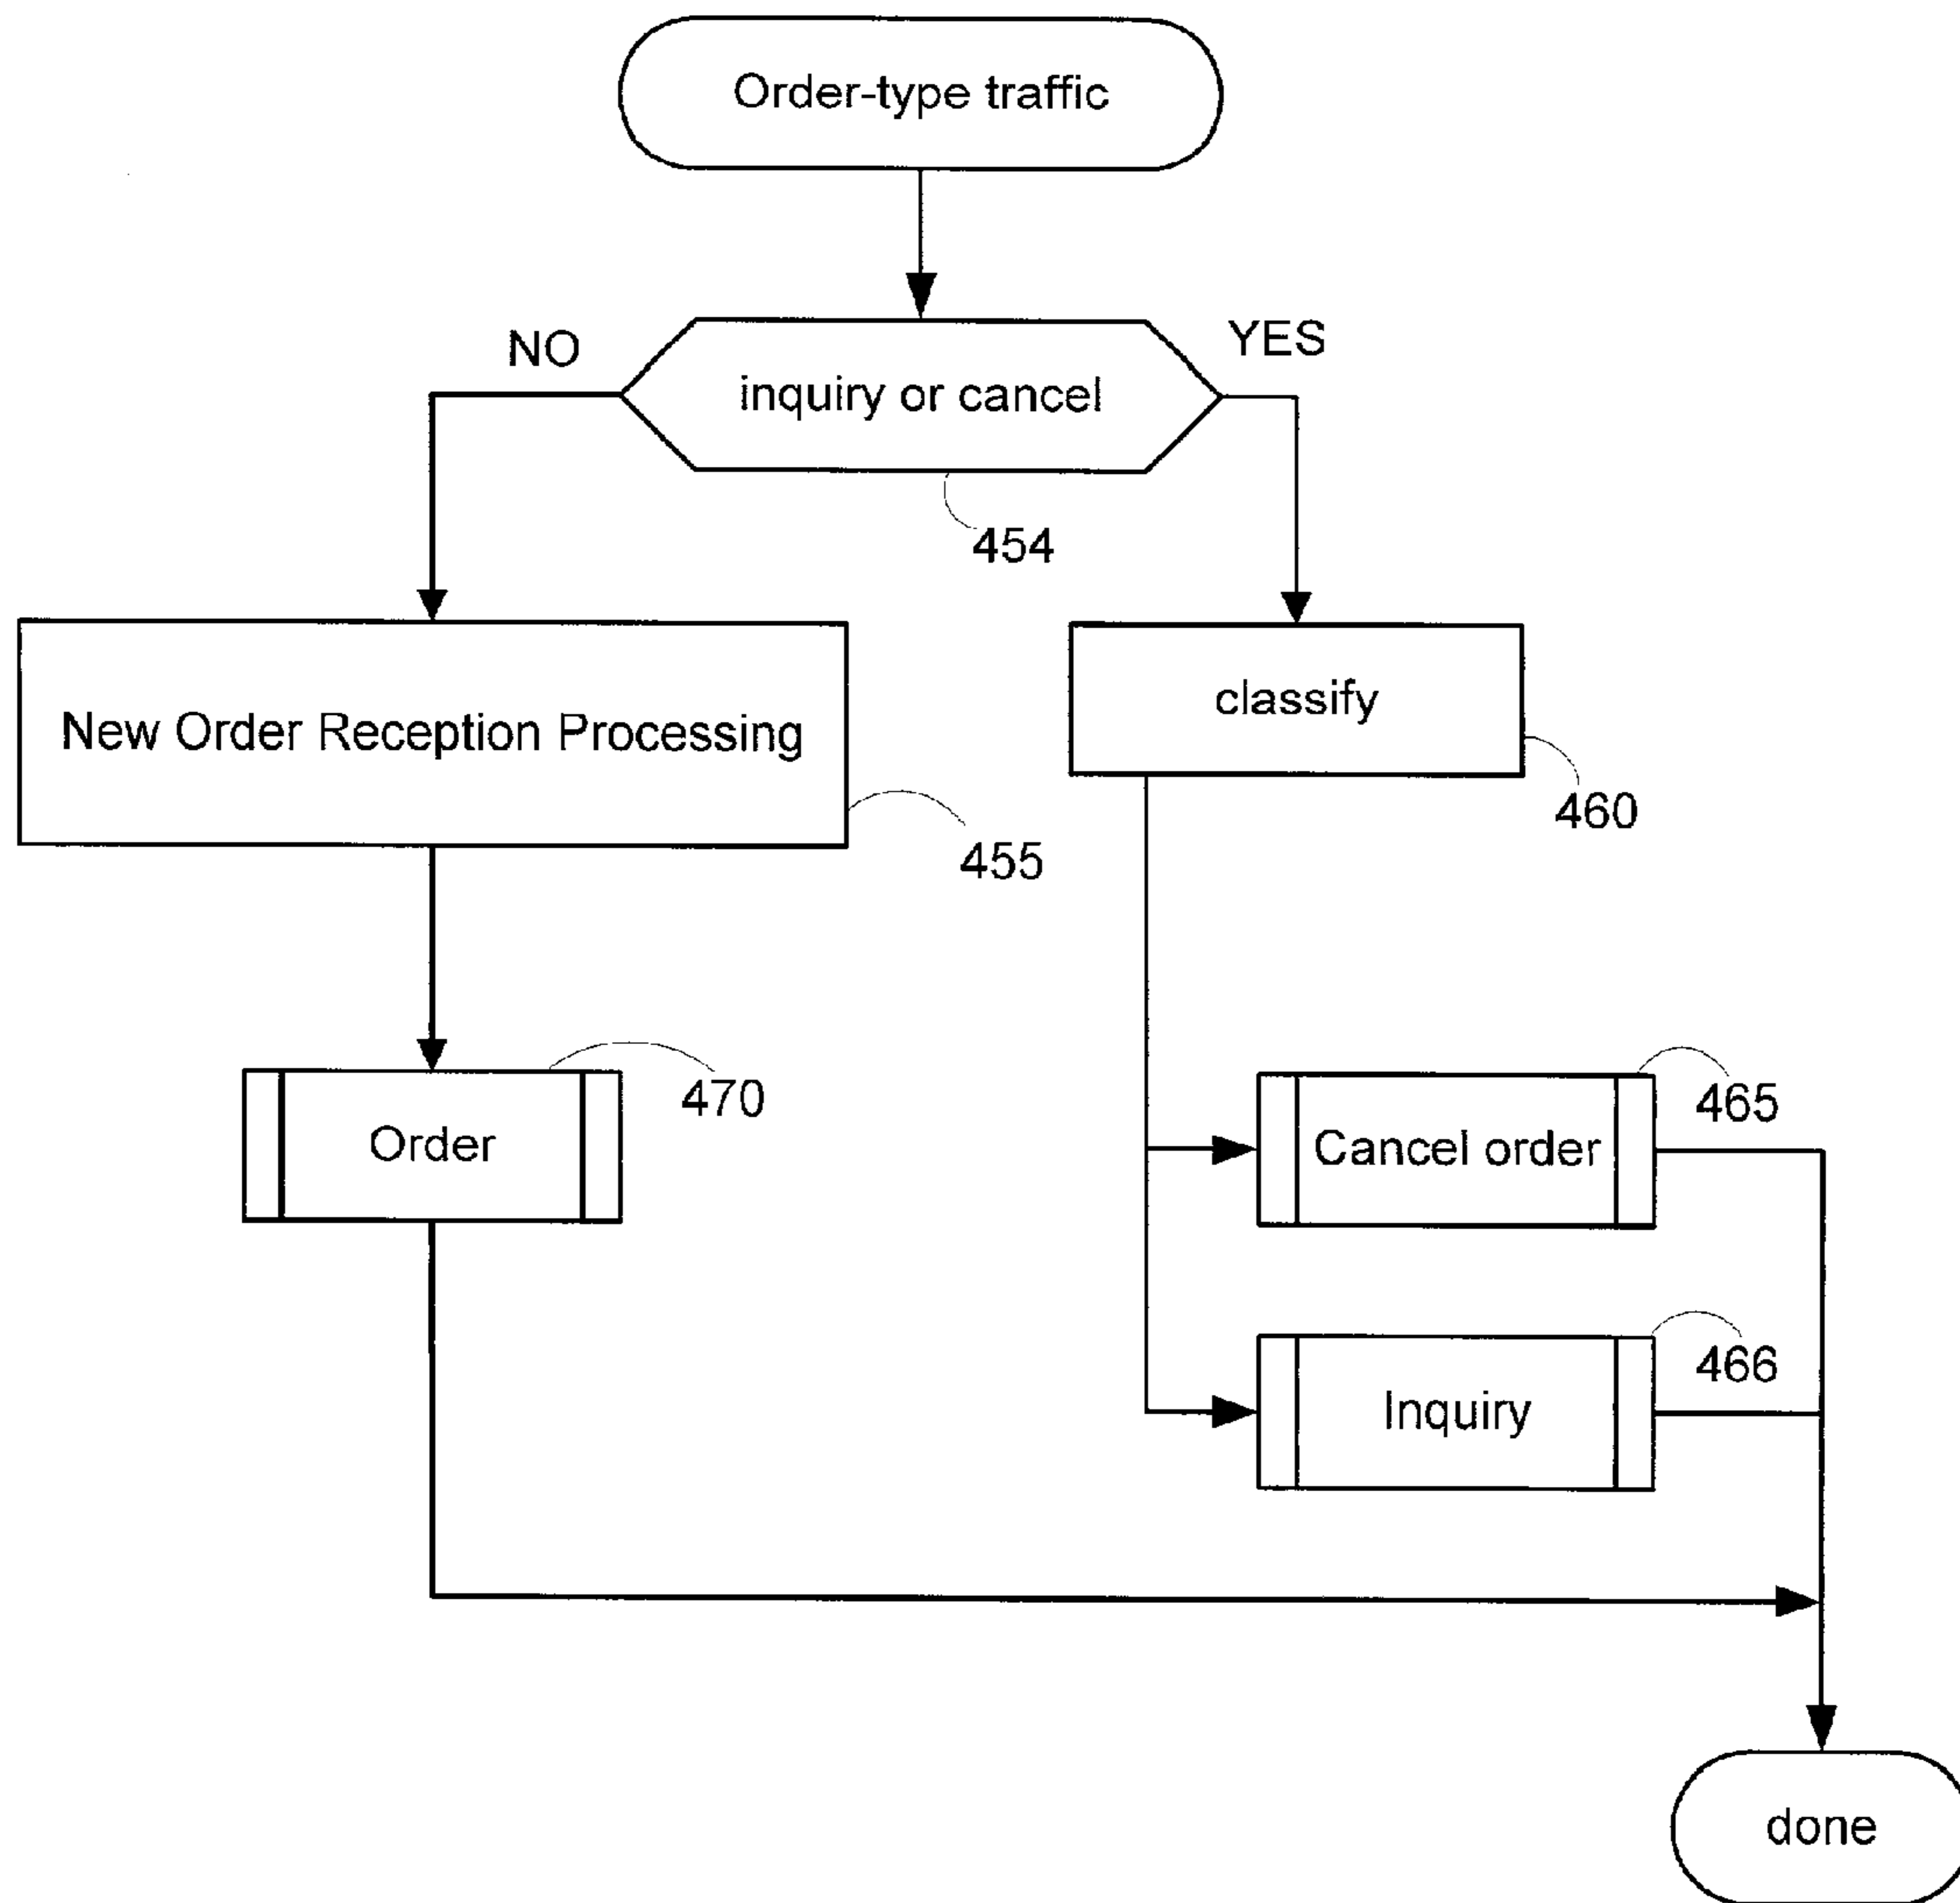 Order-type traffic
NO
YES
inquiry or cancel
454
New Order Reception Processing
classify
460
455
470
Order
465
Cancel order
466
Inquiry
done